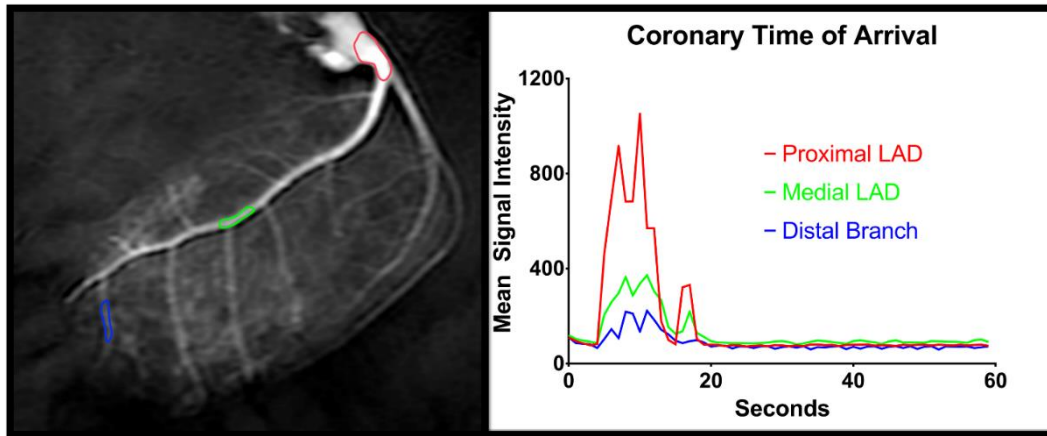 Coronary Time of Arrival
1200
800
400
0
Mean Signal Intensity
Proximal LAD
Medial LAD
Distal Branch
0
20
40
60
Seconds